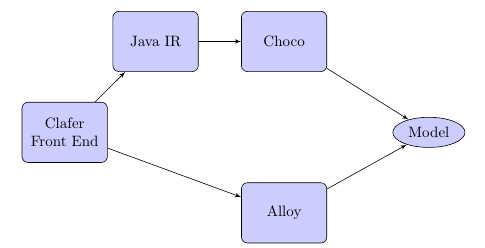 Java IR
Choco
Clafer
Front End
Model
Alloy